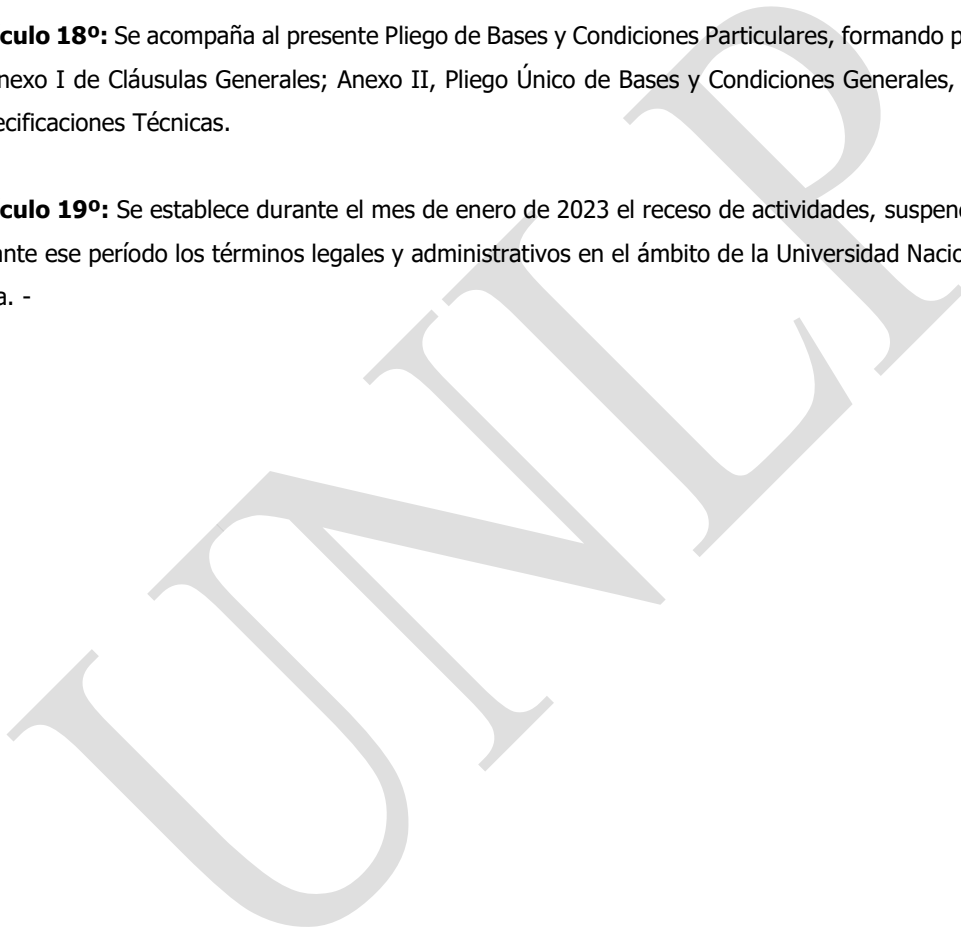 culo 18º: Se acompaña al presente Pliego de Bases y Condiciones Particulares, formando p
nexo I de Cláusulas Generales; Anexo II, Pliego Único de Bases y Condiciones Generales,
ecificaciones Técnicas.
culo 19º: Se establece durante el mes de enero de 2023 el receso de actividades, suspen
ante ese período los términos legales y administrativos en el ámbito de la Universidad Nacio
a. -
UNLP